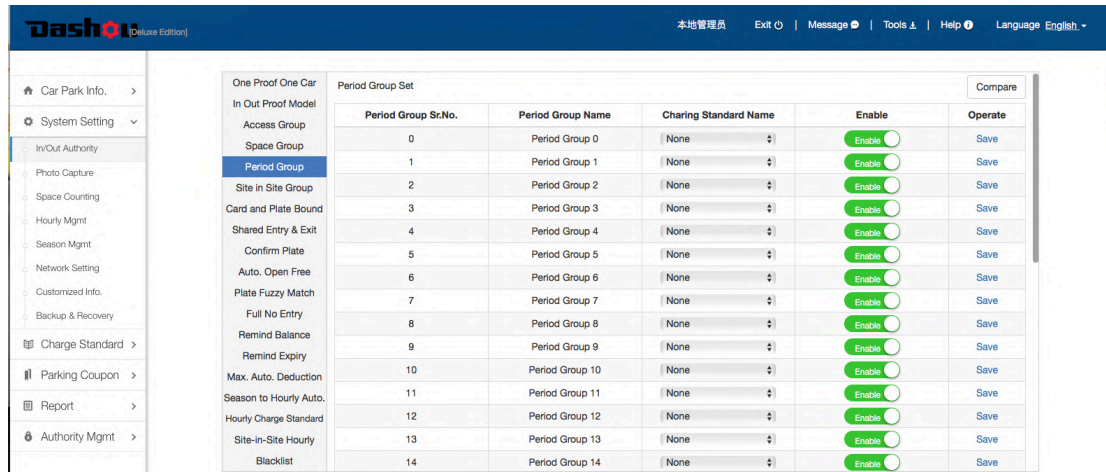 Dashou [Deluxe Edition]
本地管理员 Exit | Message | Tools | Help Language English
Car Park Info.
System Setting
In/Out Authority
Photo Capture
Space Counting
Hourly Mgmt
Season Mgmt
Network Setting
Customized Info.
Backup & Recovery
Charge Standard
Parking Coupon
Report
Authority Mgmt
One Proof One Car
In Out Proof Model
Access Group
Space Group
Period Group
Site in Site Group
Card and Plate Bound
Shared Entry & Exit
Confirm Plate
Auto. Open Free
Plate Fuzzy Match
Full No Entry
Remind Balance
Remind Expiry
Max. Auto. Deduction
Season to Hourly Auto.
Hourly Charge Standard
Site-in-Site Hourly
Blacklist
Period Group Set Compare
Period Group Sr.No. Period Group Name Charing Standard Name Enable Operate
0 Period Group 0 None Enable Save
1 Period Group 1 None Enable Save
2 Period Group 2 None Enable Save
3 Period Group 3 None Enable Save
4 Period Group 4 None Enable Save
5 Period Group 5 None Enable Save
6 Period Group 6 None Enable Save
7 Period Group 7 None Enable Save
8 Period Group 8 None Enable Save
9 Period Group 9 None Enable Save
10 Period Group 10 None Enable Save
11 Period Group 11 None Enable Save
12 Period Group 12 None Enable Save
13 Period Group 13 None Enable Save
14 Period Group 14 None Enable Save